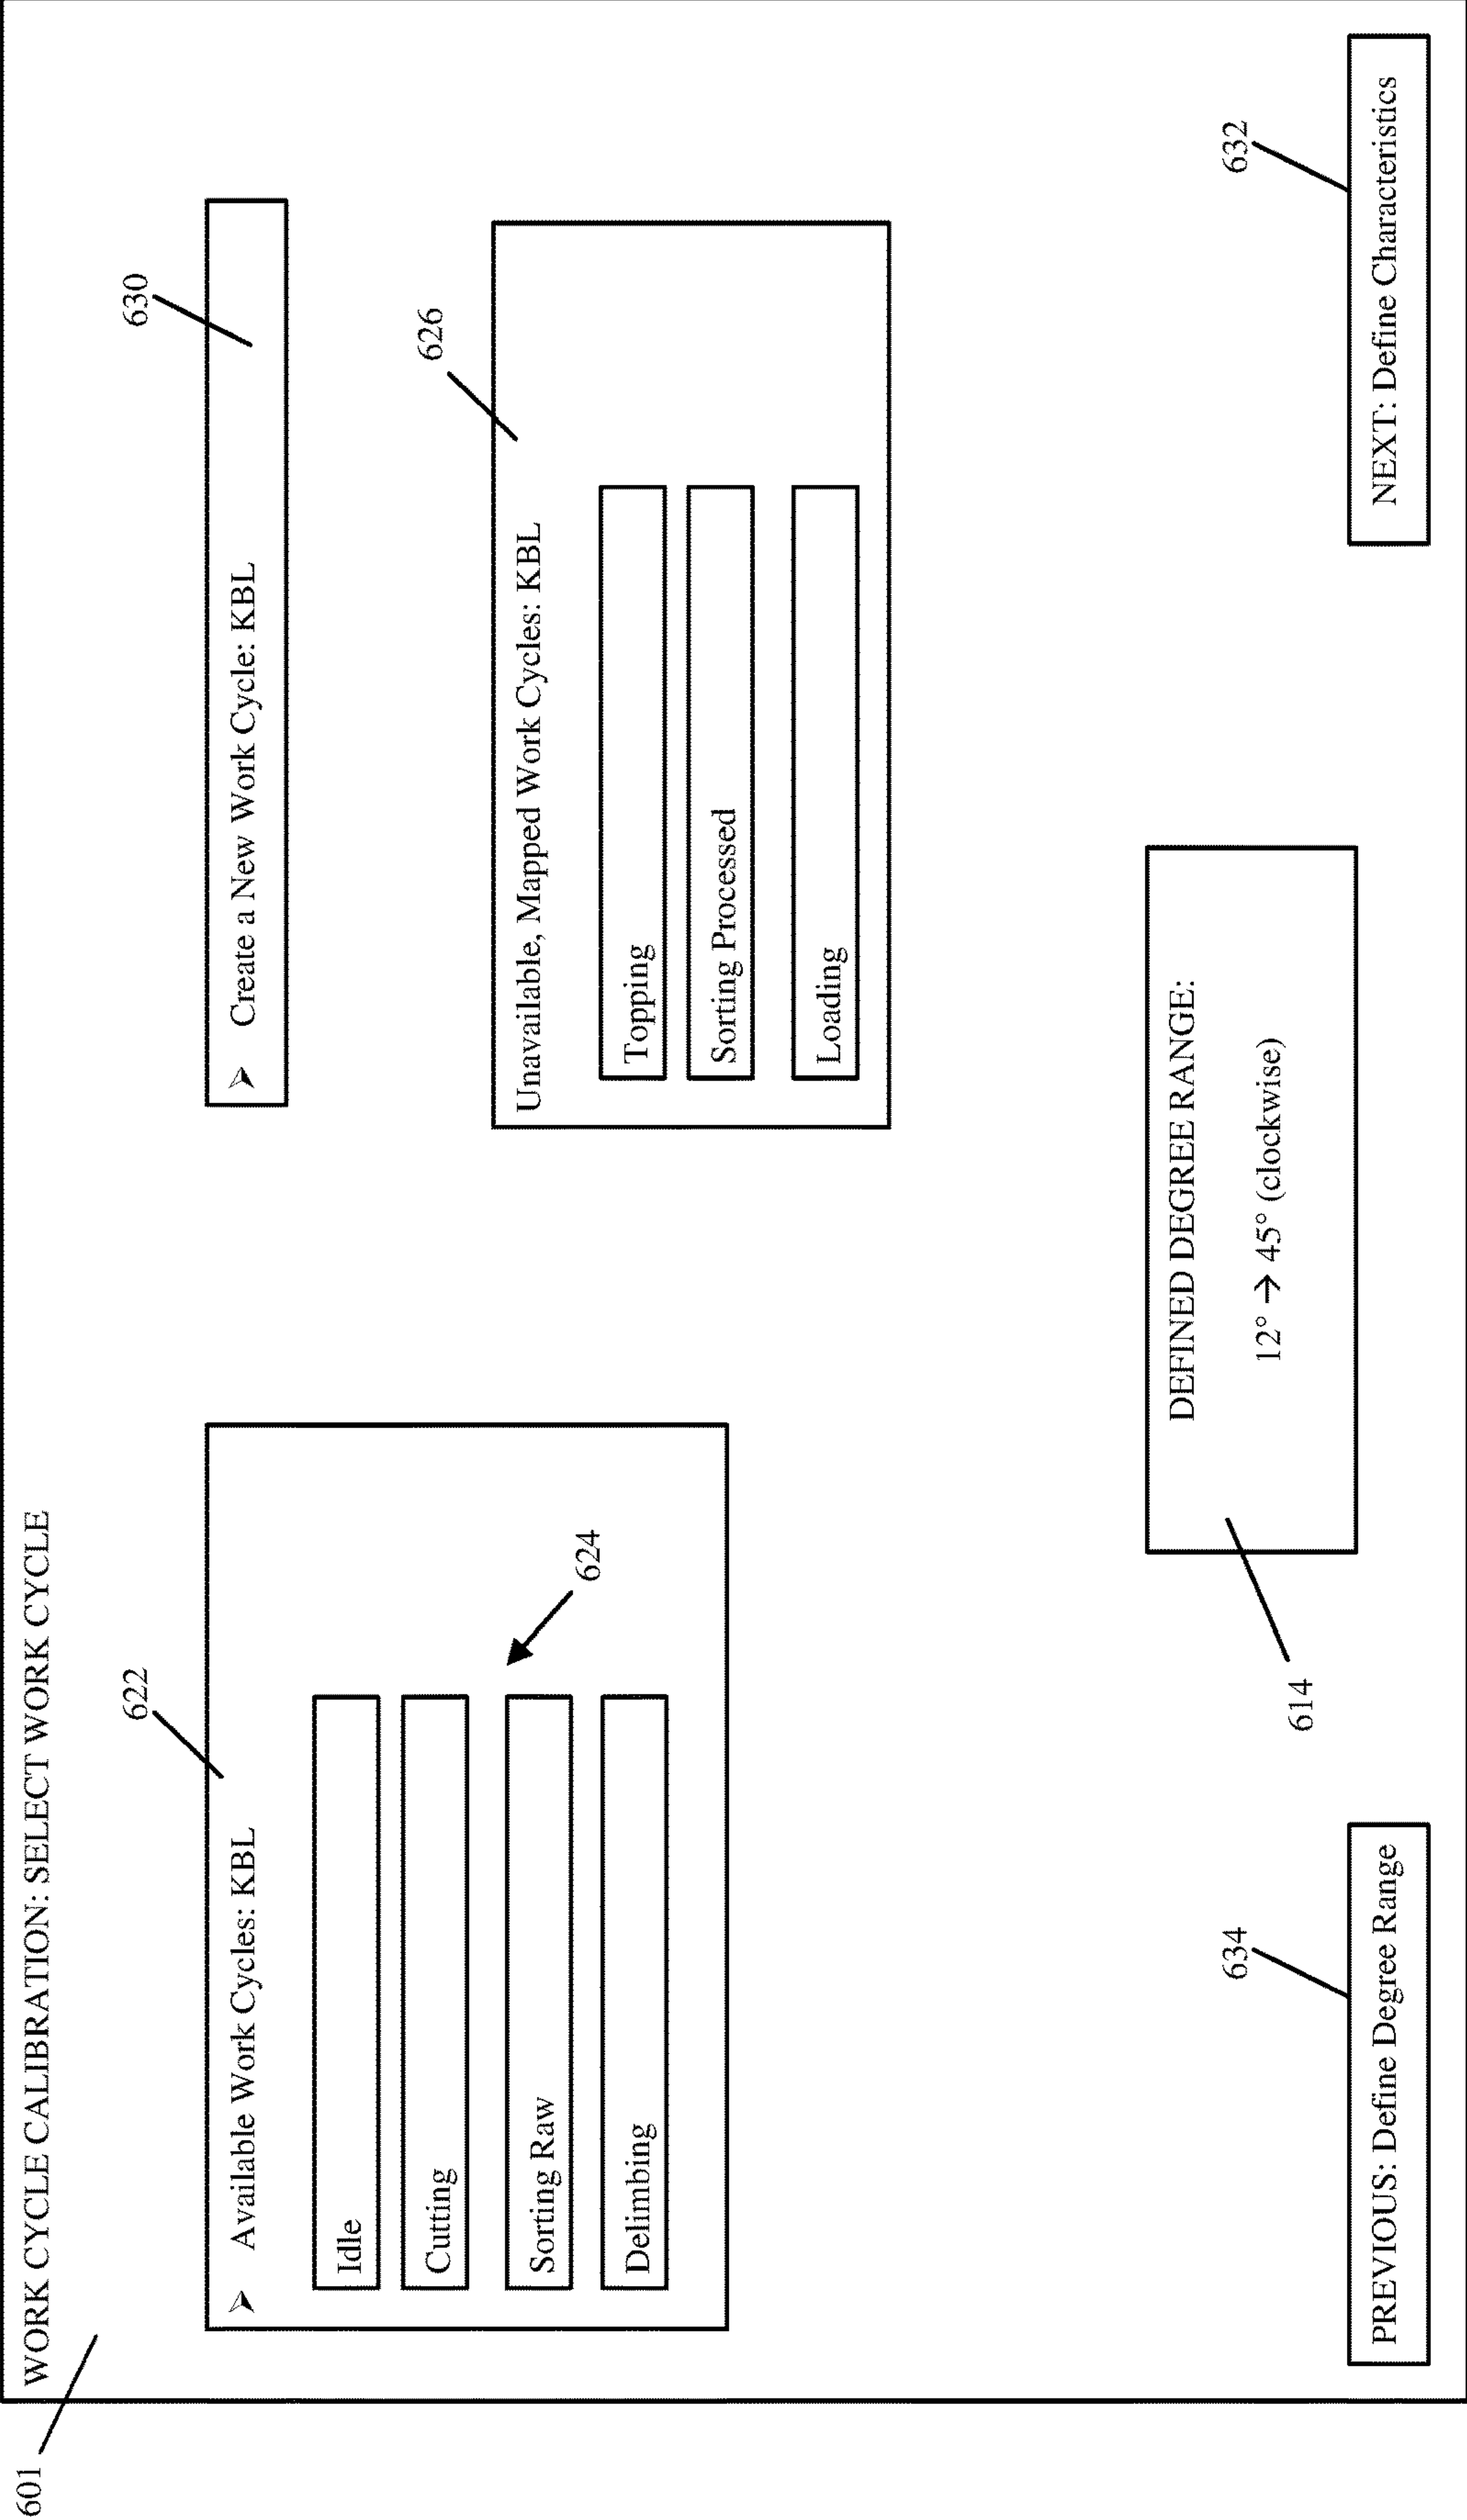 601
WORK CYCLE CALIBRATION: SELECT WORK CYCLE
622
➢ Available Work Cycles: KBL
Idle
Cutting
Sorting Raw
Delimbing
624
630
➢ Create a New Work Cycle: KBL
626
Unavailable, Mapped Work Cycles: KBL
Topping
Sorting Processed
Loading
614
DEFINED DEGREE RANGE:
12° → 45° (clockwise)
634
PREVIOUS: Define Degree Range
632
NEXT: Define Characteristics